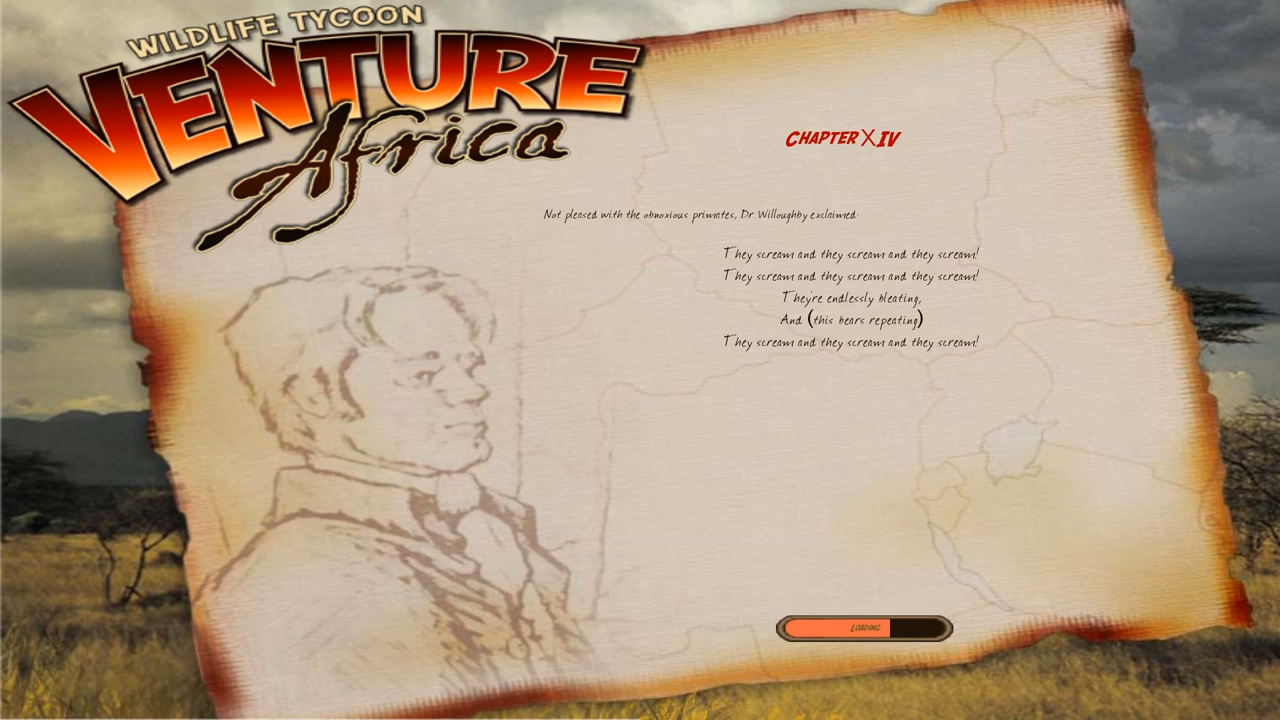 WILDLIFE TYCOON
VENTURE
Africa
CHAPTER XIV
Not pleased with the obnoxious primates, Dr. Willoughby exclaimed:
They scream and they scream and they scream!
They scream and they scream and they scream!
They're endlessly bleating,
And (this bears repeating)
They scream and they scream and they scream!
LOADING